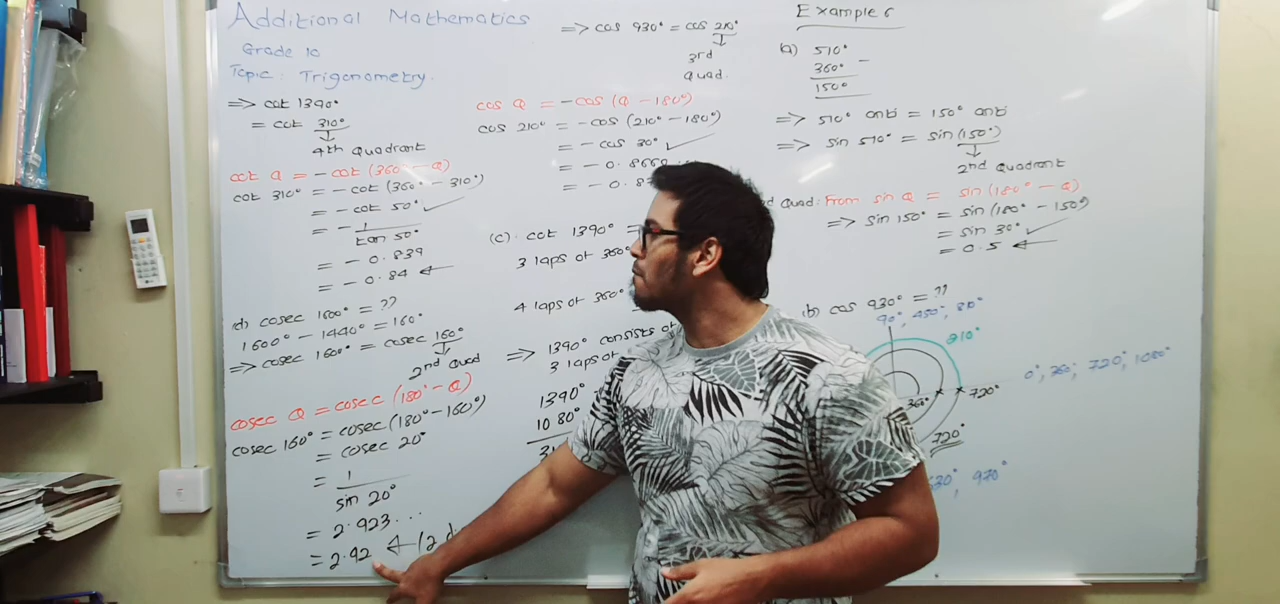 Additional Mathematics
Grade 10
Topic: Trigonometry.
=> cot 1390°
= cot 310°
4th Quadrant
cot Q = -cot (360° - Q)
cot 310° = -cot (360° - 310°)
= -cot 50°
= - 1 / tan 50°
= -0.839
= -0.84 ←
(d) cosec 1600° = ??
1600° - 1440° = 160°
=> cosec 1600° = cosec 160°
2nd Quad
cosec Q = cosec (180° - Q)
cosec 160° = cosec (180° - 160°)
= cosec 20°
= 1 / sin 20°
= 2.923...
= 2.92 ← (2 d
=> cos 930° = cos 210°
3rd
quad.
cos Q = -cos (Q - 180°)
cos 210° = -cos (210° - 180°)
= -cos 30°
= -0.8660
= -0.8
(c). cot 1390° =
3 laps of 360°
4 laps of 360°
=> 1390° consists of
3 laps of
1390°
1080°
31
Example 6
(a) 510°
360° -
150°
=> 510° anti = 150° anti
=> sin 510° = sin (150°)
2nd Quadrant
Quad: From sin Q = sin (180° - Q)
=> sin 150° = sin (180° - 150°)
= sin 30°
= 0.5 ←
(b) cos 930° = ??
90°, 450°, 810°
210°
0°, 360°, 720°, 1080°
360°
720°
720°
630°, 970°